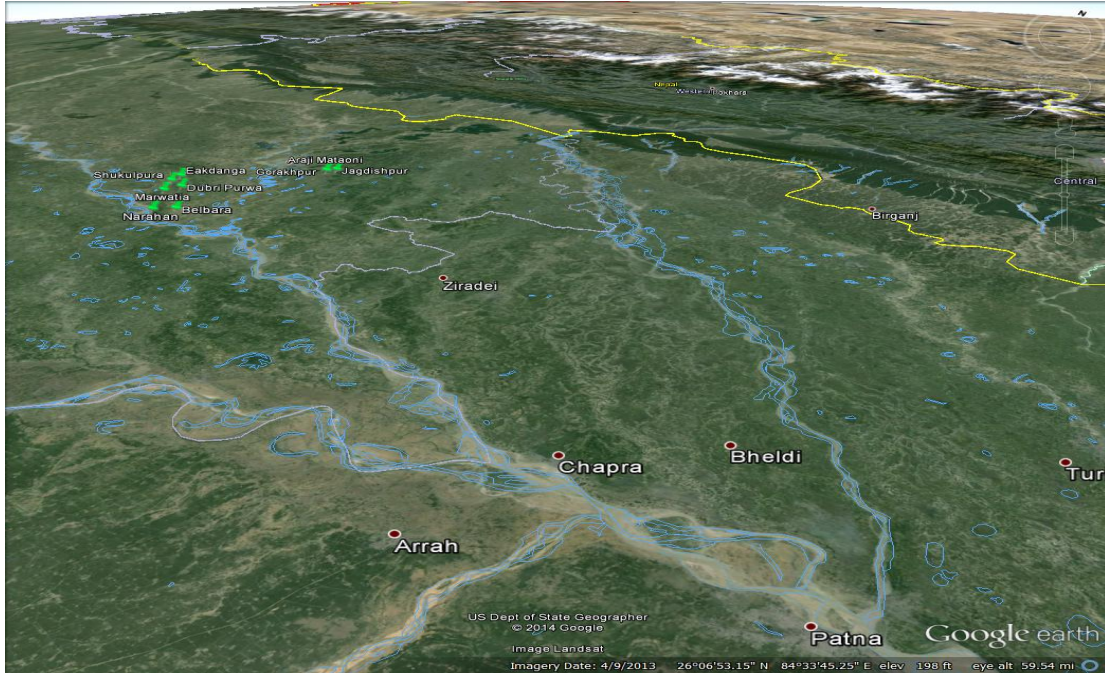 N
Nepal
Western
Pokhara
Araji Mataoni
Gorakhpur
Jagdishpur
Shukulpura
Eakdanga
Dubri Purwa
Marwatia
Narahan
Belbara
Central
Birganj
Ziradei
Chapra
Bheldi
Tur
Arrah
Patna
US Dept of State Geographer
© 2014 Google
Image Landsat
Google earth
Imagery Date: 4/9/2013 26°06'53.15" N 84°33'45.25" E elev 198 ft eye alt 59.54 mi